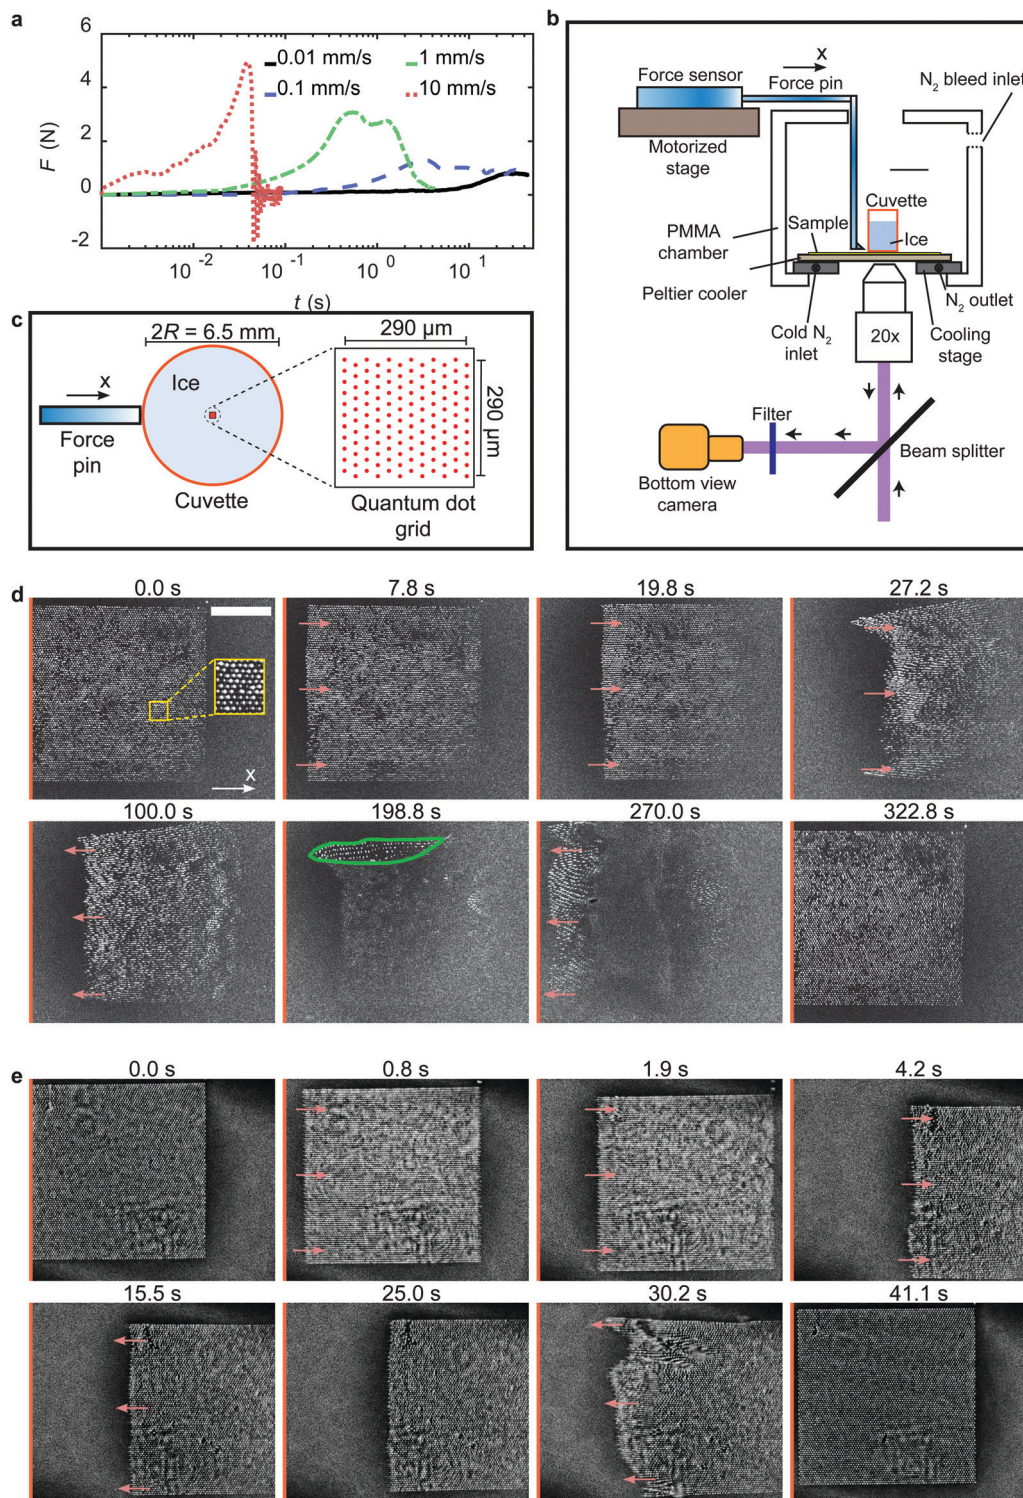 a
6
4
2
0
-2
F (N)
0.01 mm/s
0.1 mm/s
1 mm/s
10 mm/s
10⁻² 10⁻¹ 10⁰ 10¹
t (s)
b
x
Force sensor
Force pin
N₂ bleed inlet
Motorized
stage
Cuvette
Sample
Ice
PMMA
chamber
Peltier cooler
N₂ outlet
Cold N₂
inlet
20x
Cooling
stage
Filter
Beam splitter
Bottom view
camera
c
2R = 6.5 mm
290 µm
x
Ice
290 µm
Force
pin
Cuvette
Quantum dot
grid
d
0.0 s
7.8 s
19.8 s
27.2 s
x
100.0 s
198.8 s
270.0 s
322.8 s
e
0.0 s
0.8 s
1.9 s
4.2 s
15.5 s
25.0 s
30.2 s
41.1 s